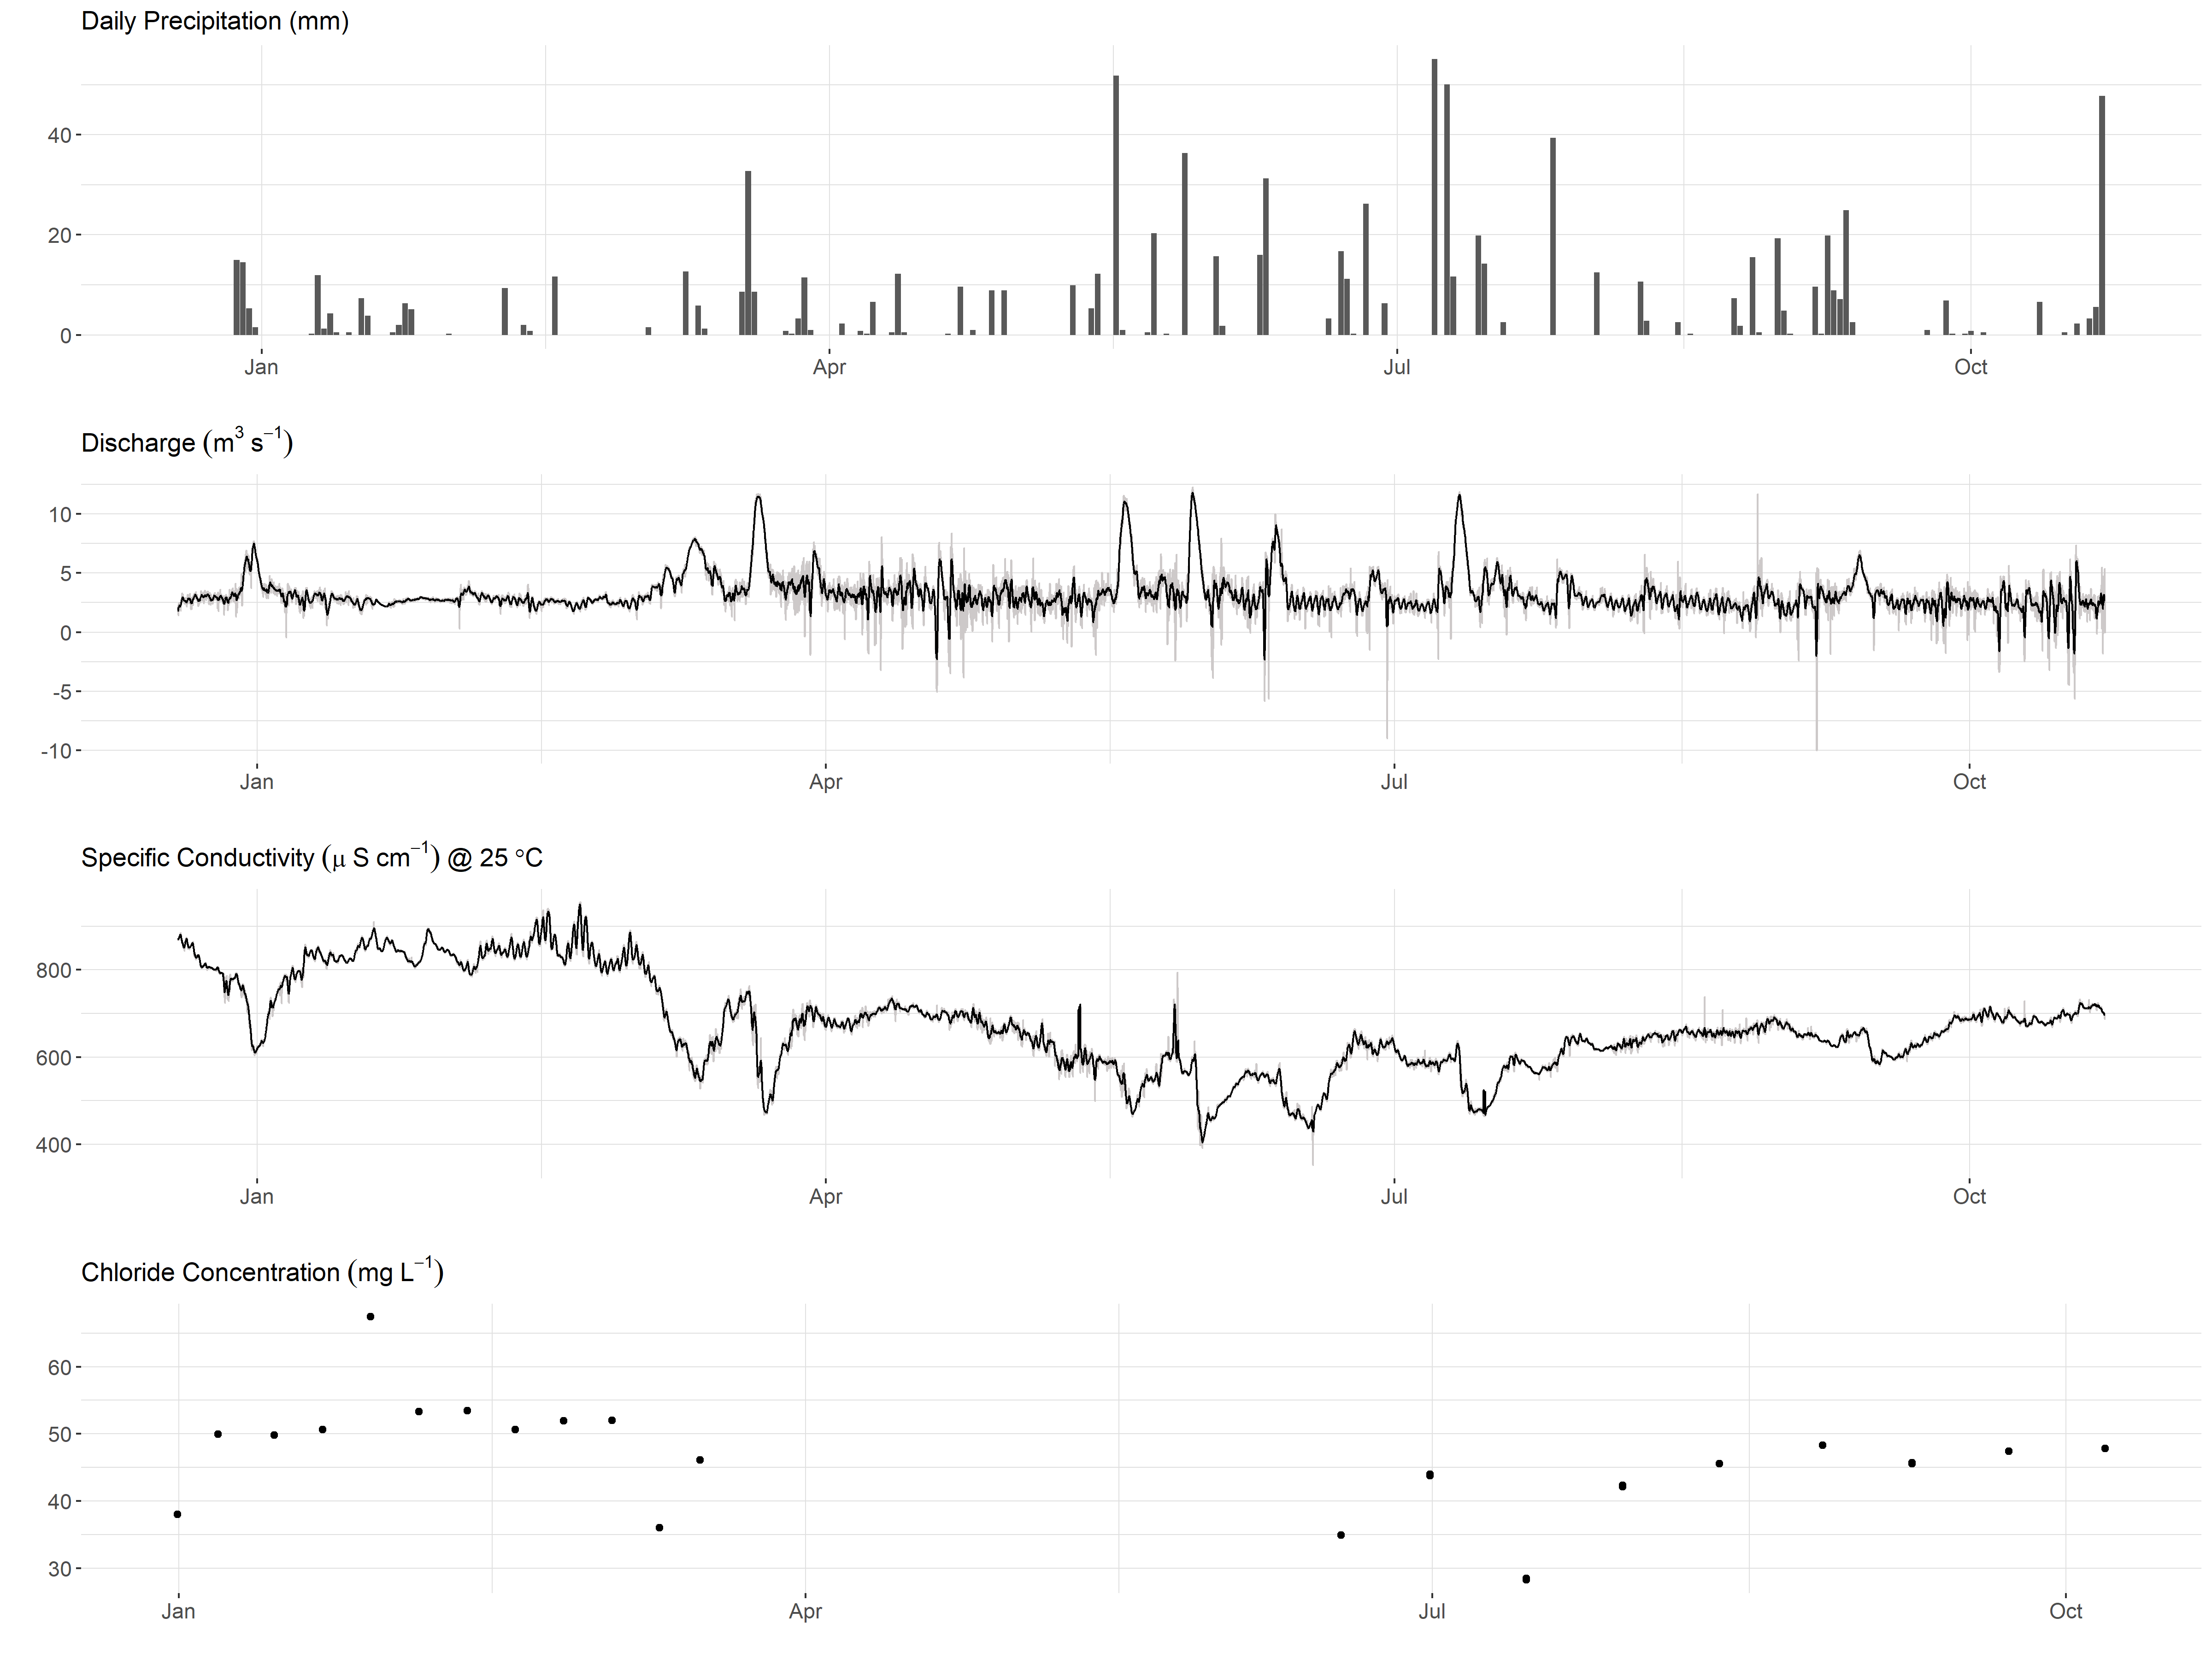 Daily Precipitation (mm)
40
20
0
Jan Apr Jul Oct
Discharge (m³ s⁻¹)
10
5
0
-5
-10
Jan Apr Jul Oct
Specific Conductivity (μ S cm⁻¹) @ 25 °C
800
600
400
Jan Apr Jul Oct
Chloride Concentration (mg L⁻¹)
60
50
40
30
Jan Apr Jul Oct